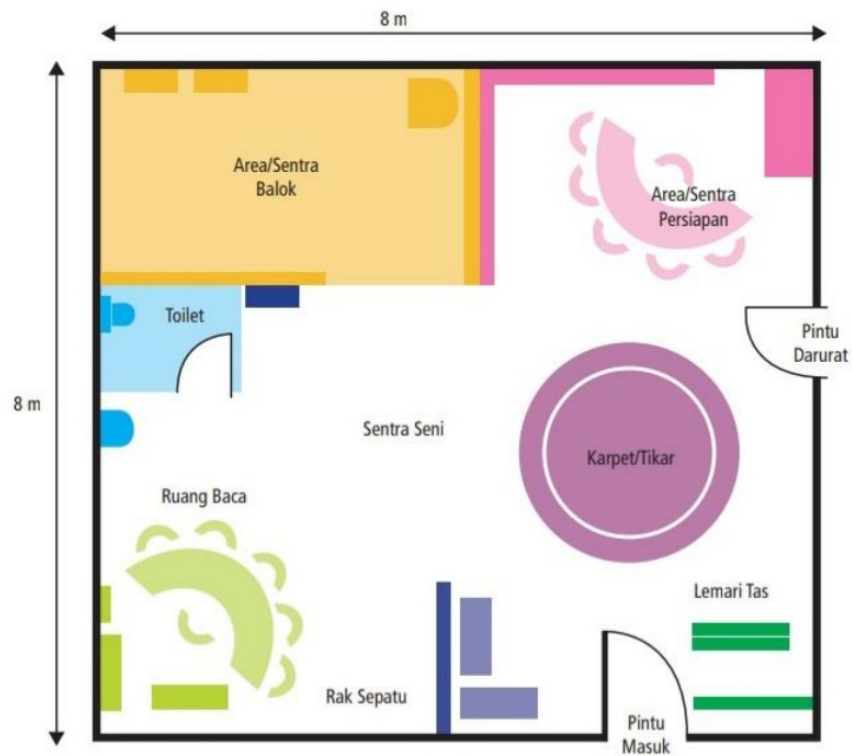 8 m
Area/Sentra
Balok
Area/Sentra
Persiapan
Toilet
Pintu
Darurat
8 m
Sentra Seni
Karpet/Tikar
Ruang Baca
Lemari Tas
Rak Sepatu
Pintu
Masuk